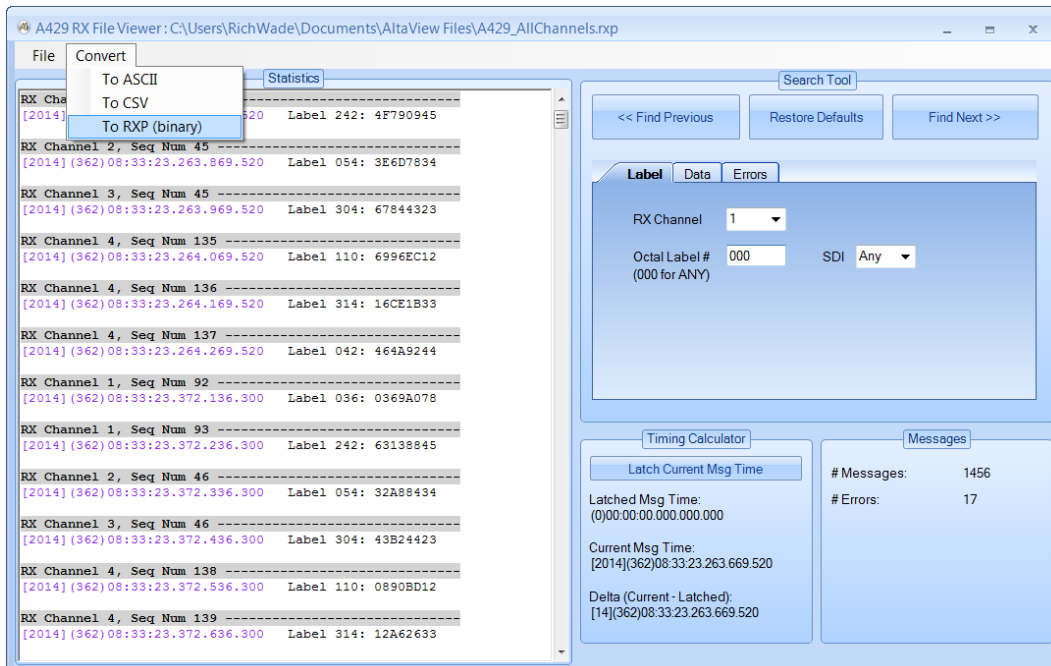 A429 RX File Viewer : C:\Users\RichWade\Documents\AltaView Files\A429_AllChannels.rxp
File Convert
To ASCII
To CSV
To RXP (binary)
Statistics
RX Cha --------------------------------
[2014] 520 Label 242: 4F790945
RX Channel 2, Seq Num 45 -------------------------------
[2014](362)08:33:23.263.869.520 Label 054: 3E6D7834
RX Channel 3, Seq Num 45 -------------------------------
[2014](362)08:33:23.263.969.520 Label 304: 67844323
RX Channel 4, Seq Num 135 ------------------------------
[2014](362)08:33:23.264.069.520 Label 110: 6996EC12
RX Channel 4, Seq Num 136 ------------------------------
[2014](362)08:33:23.264.169.520 Label 314: 16CE1B33
RX Channel 4, Seq Num 137 ------------------------------
[2014](362)08:33:23.264.269.520 Label 042: 464A9244
RX Channel 1, Seq Num 92 -------------------------------
[2014](362)08:33:23.372.136.300 Label 036: 0369A078
RX Channel 1, Seq Num 93 -------------------------------
[2014](362)08:33:23.372.236.300 Label 242: 63138845
RX Channel 2, Seq Num 46 -------------------------------
[2014](362)08:33:23.372.336.300 Label 054: 32A88434
RX Channel 3, Seq Num 46 -------------------------------
[2014](362)08:33:23.372.436.300 Label 304: 43B24423
RX Channel 4, Seq Num 138 ------------------------------
[2014](362)08:33:23.372.536.300 Label 110: 0890BD12
RX Channel 4, Seq Num 139 ------------------------------
[2014](362)08:33:23.372.636.300 Label 314: 12A62633
Search Tool
<< Find Previous
Restore Defaults
Find Next >>
Label Data Errors
RX Channel 1
Octal Label # 000 SDI Any
(000 for ANY)
Timing Calculator
Latch Current Msg Time
Latched Msg Time:
(0)00:00:00.000.000.000
Current Msg Time:
[2014](362)08:33:23.263.669.520
Delta (Current - Latched):
[14](362)08:33:23.263.669.520
Messages
# Messages: 1456
# Errors: 17